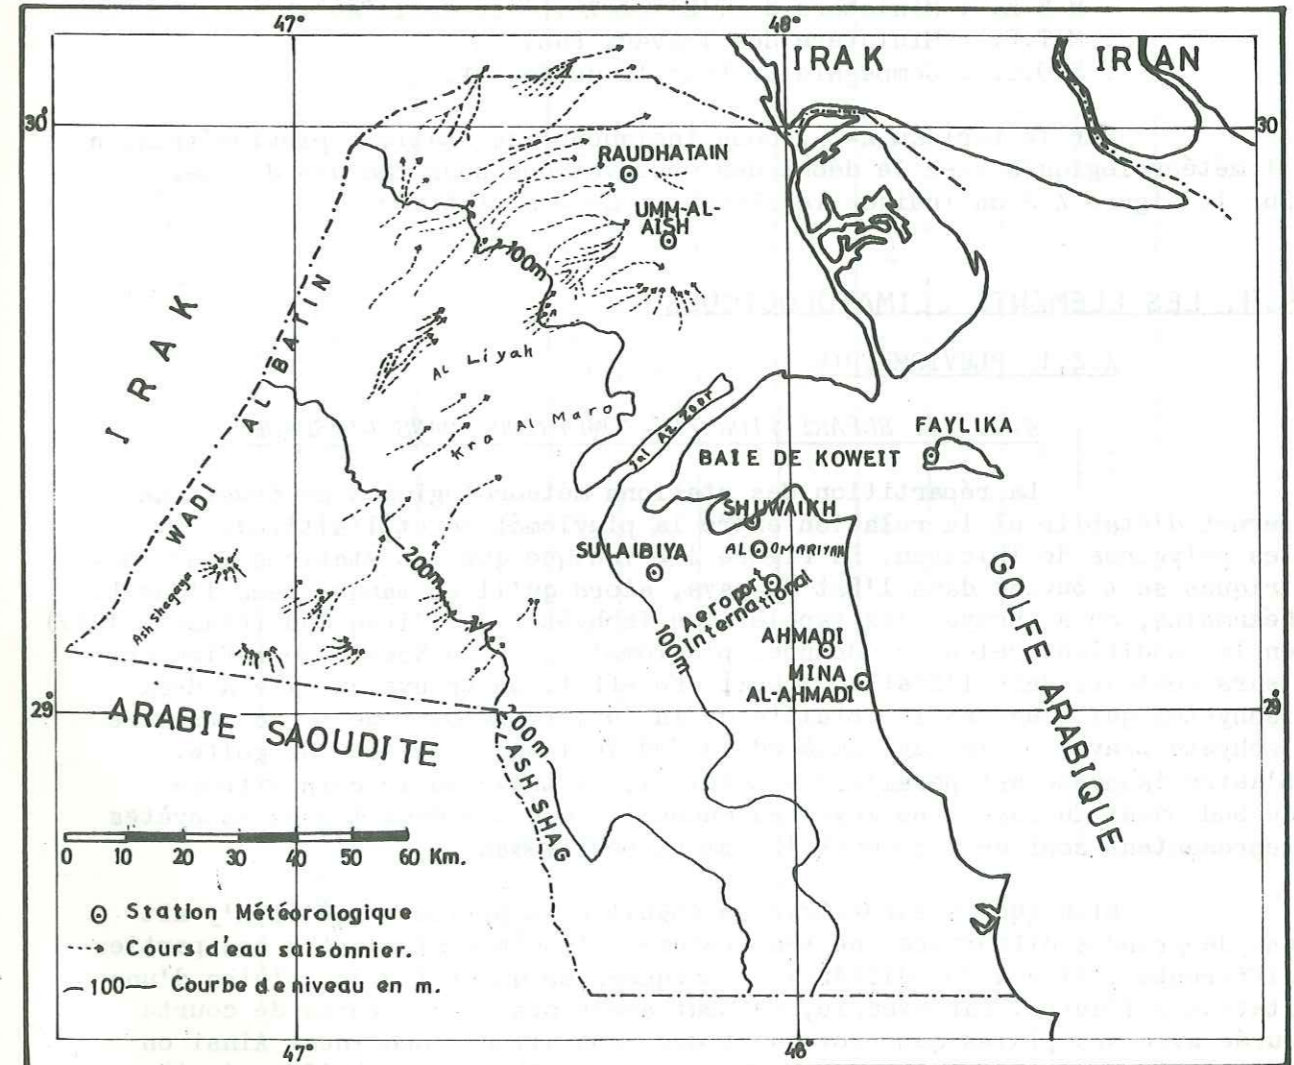 47°
48°
IRAK
IRAN
30°
30
RAUDHATAIN
UMM-AL-
AISH
100m
IRAK
WADI AL BATIN
Al Liyah
Kra Al Maro
Jal Az Zoor
FAYLIKA
BAIE DE KOWEIT
SHUWAIKH
SULAIBIYA
AL OMARIYAH
Aeroport
International
200m
Ash Shagaya
100m
AHMADI
MINA
AL-AHMADI
GOLFE ARABIQUE
29°
29
ARABIE SAOUDITE
200m
ASH SHAG
0 10 20 30 40 50 60 Km.
Station Météorologique
Cours d'eau saisonnier.
100 Courbe de niveau en m.
47°
48°